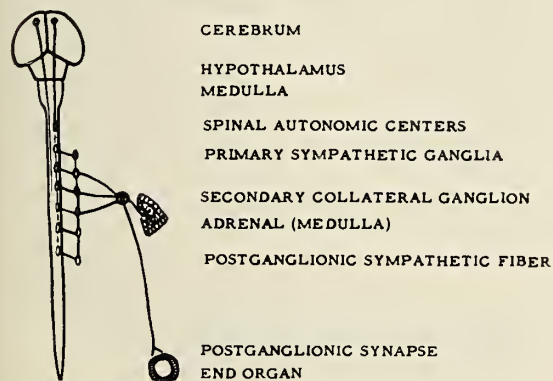 CEREBRUM
HYPOTHALAMUS
MEDULLA
SPINAL AUTONOMIC CENTERS
PRIMARY SYMPATHETIC GANGLIA
SECONDARY COLLATERAL GANGLION
ADRENAL (MEDULLA)
POSTGANGLIONIC SYMPATHETIC FIBER
POSTGANGLIONIC SYNAPSE
END ORGAN